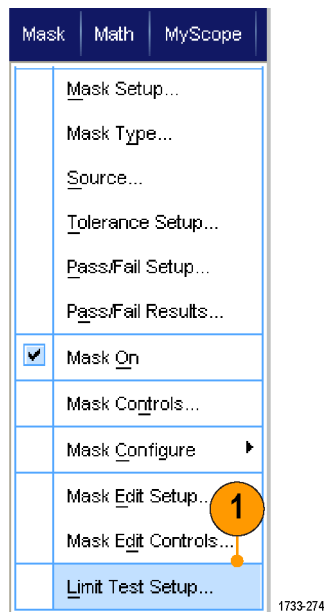 Mask Math MyScope
Mask Setup...
Mask Type...
Source...
Tolerance Setup...
Pass/Fail Setup...
Pass/Fail Results...
Mask On
Mask Controls...
Mask Configure
Mask Edit Setup...
1
Mask Edit Controls...
Limit Test Setup...
1733-274